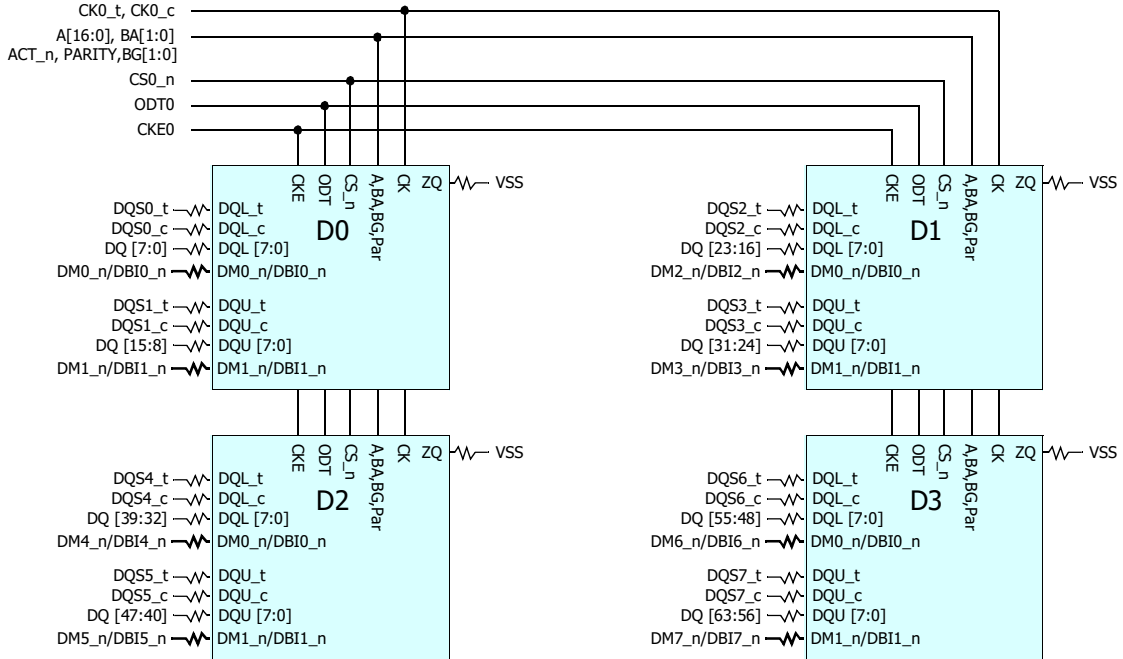 CK0_t, CK0_c
A[16:0], BA[1:0]
ACT_n, PARITY,BG[1:0]
CS0_n
ODT0
CKE0
CKE
ODT
CS_n
A,BA,BG,Par
CK
ZQ
VSS
D0
DQS0_t
DQL_t
DQS0_c
DQL_c
DQ [7:0]
DQL [7:0]
DM0_n/DBI0_n
DM0_n/DBI0_n
DQS1_t
DQU_t
DQS1_c
DQU_c
DQ [15:8]
DQU [7:0]
DM1_n/DBI1_n
DM1_n/DBI1_n
CKE
ODT
CS_n
A,BA,BG,Par
CK
ZQ
VSS
D1
DQS2_t
DQL_t
DQS2_c
DQL_c
DQ [23:16]
DQL [7:0]
DM2_n/DBI2_n
DM0_n/DBI0_n
DQS3_t
DQU_t
DQS3_c
DQU_c
DQ [31:24]
DQU [7:0]
DM3_n/DBI3_n
DM1_n/DBI1_n
CKE
ODT
CS_n
A,BA,BG,Par
CK
ZQ
VSS
D2
DQS4_t
DQL_t
DQS4_c
DQL_c
DQ [39:32]
DQL [7:0]
DM4_n/DBI4_n
DM0_n/DBI0_n
DQS5_t
DQU_t
DQS5_c
DQU_c
DQ [47:40]
DQU [7:0]
DM5_n/DBI5_n
DM1_n/DBI1_n
CKE
ODT
CS_n
A,BA,BG,Par
CK
ZQ
VSS
D3
DQS6_t
DQL_t
DQS6_c
DQL_c
DQ [55:48]
DQL [7:0]
DM6_n/DBI6_n
DM0_n/DBI0_n
DQS7_t
DQU_t
DQS7_c
DQU_c
DQ [63:56]
DQU [7:0]
DM7_n/DBI7_n
DM1_n/DBI1_n